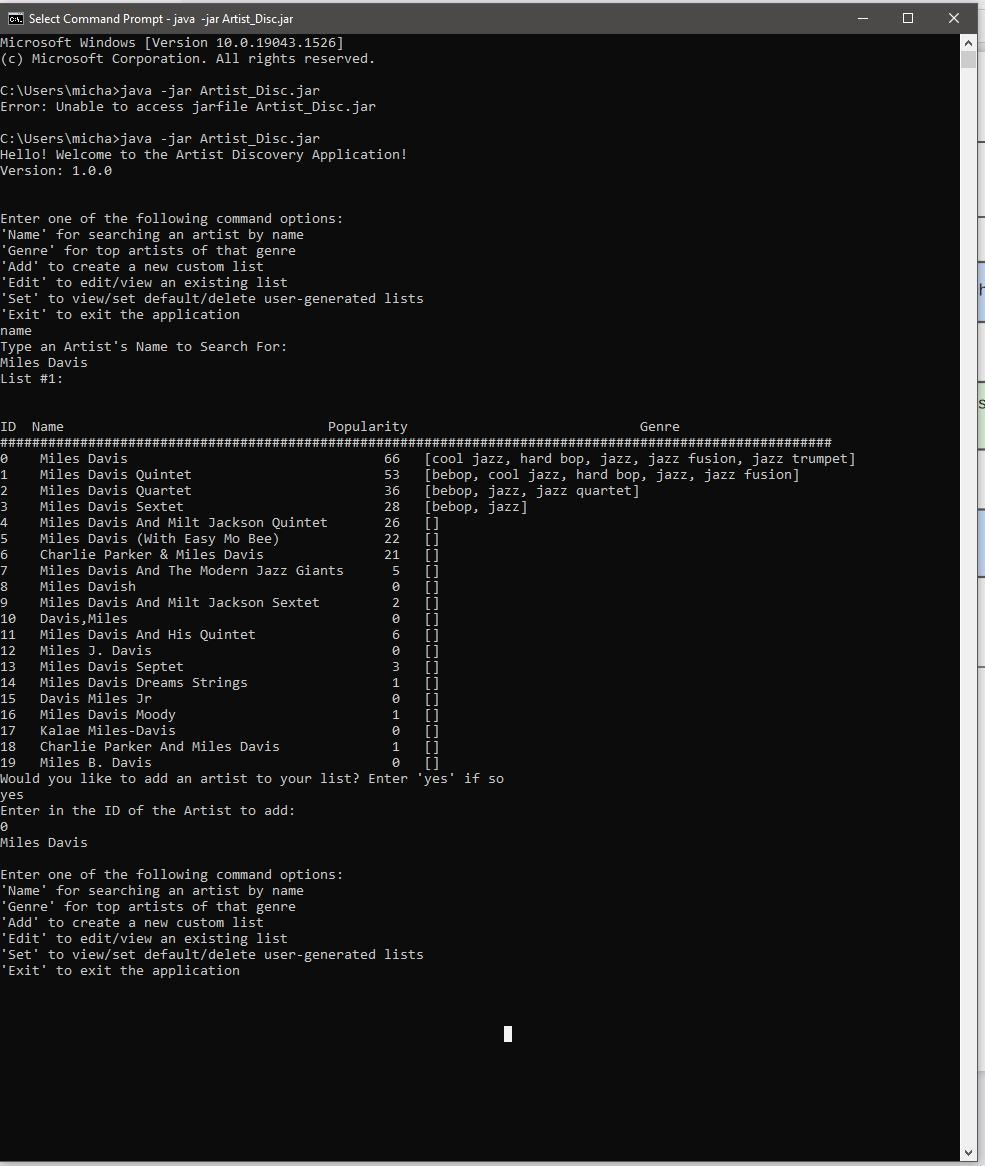 Select Command Prompt - java  -jar Artist_Disc.jar
Microsoft Windows [Version 10.0.19043.1526]
(c) Microsoft Corporation. All rights reserved.
C:\Users\micha>java -jar Artist_Disc.jar
Error: Unable to access jarfile Artist_Disc.jar
C:\Users\micha>java -jar Artist_Disc.jar
Hello! Welcome to the Artist Discovery Application!
Version: 1.0.0
Enter one of the following command options:
'Name' for searching an artist by name
'Genre' for top artists of that genre
'Add' to create a new custom list
'Edit' to edit/view an existing list
'Set' to view/set default/delete user-generated lists
'Exit' to exit the application
name
Type an Artist's Name to Search For:
Miles Davis
List #1:
ID  Name                                 Popularity                             Genre
########################################################################################################
0    Miles Davis                                66   [cool jazz, hard bop, jazz, jazz fusion, jazz trumpet]
1    Miles Davis Quintet                        53   [bebop, cool jazz, hard bop, jazz, jazz fusion]
2    Miles Davis Quartet                        36   [bebop, jazz, jazz quartet]
3    Miles Davis Sextet                         28   [bebop, jazz]
4    Miles Davis And Milt Jackson Quintet       26   []
5    Miles Davis (With Easy Mo Bee)             22   []
6    Charlie Parker & Miles Davis               21   []
7    Miles Davis And The Modern Jazz Giants      5   []
8    Miles Davish                                0   []
9    Miles Davis And Milt Jackson Sextet         2   []
10   Davis,Miles                                 0   []
11   Miles Davis And His Quintet                 6   []
12   Miles J. Davis                              0   []
13   Miles Davis Septet                          3   []
14   Miles Davis Dreams Strings                  1   []
15   Davis Miles Jr                              0   []
16   Miles Davis Moody                           1   []
17   Kalae Miles-Davis                           0   []
18   Charlie Parker And Miles Davis              1   []
19   Miles B. Davis                              0   []
Would you like to add an artist to your list? Enter 'yes' if so
yes
Enter in the ID of the Artist to add:
0
Miles Davis
Enter one of the following command options:
'Name' for searching an artist by name
'Genre' for top artists of that genre
'Add' to create a new custom list
'Edit' to edit/view an existing list
'Set' to view/set default/delete user-generated lists
'Exit' to exit the application